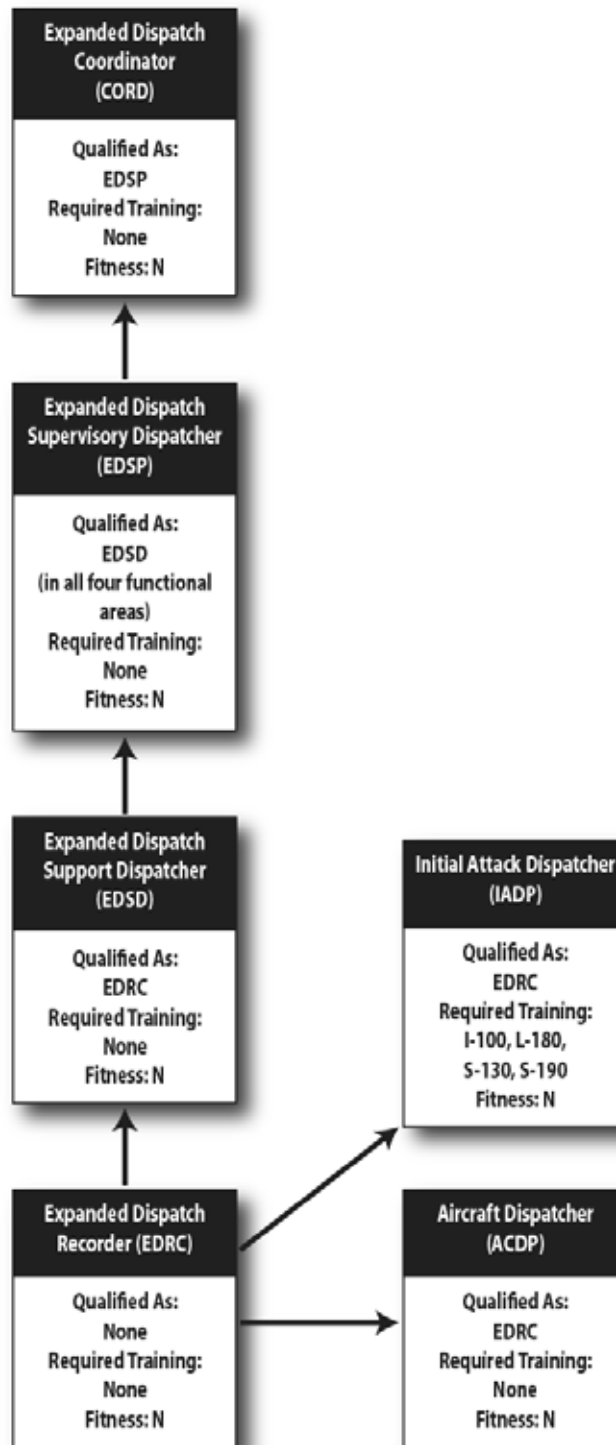 Expanded Dispatch
Coordinator
(CORD)
Qualified As:
EDSP
Required Training:
None
Fitness: N
Expanded Dispatch
Supervisory Dispatcher
(EDSP)
Qualified As:
EDSD
(in all four functional
areas)
Required Training:
None
Fitness: N
Expanded Dispatch
Support Dispatcher
(EDSD)
Qualified As:
EDRC
Required Training:
None
Fitness: N
Initial Attack Dispatcher
(IADP)
Qualified As:
EDRC
Required Training:
I-100, L-180,
S-130, S-190
Fitness: N
Expanded Dispatch
Recorder (EDRC)
Qualified As:
None
Required Training:
None
Fitness: N
Aircraft Dispatcher
(ACDP)
Qualified As:
EDRC
Required Training:
None
Fitness: N